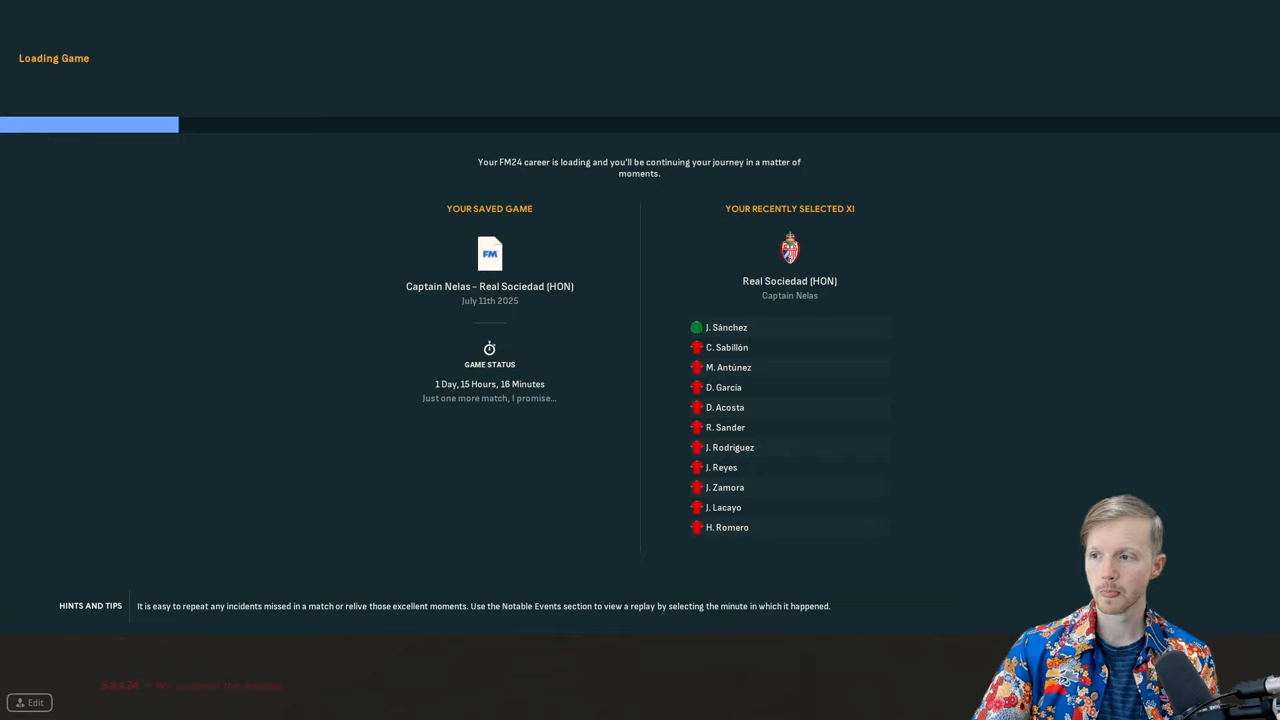 Loading Game
Your FM24 career is loading and you'll be continuing your journey in a matter of
moments.
YOUR SAVED GAME
FM
Captain Nelas - Real Sociedad (HON)
July 11th 2025
GAME STATUS
1 Day, 15 Hours, 16 Minutes
Just one more match, I promise...
YOUR RECENTLY SELECTED XI
Real Sociedad (HON)
Captain Nelas
J. Sánchez
C. Sabillón
M. Antúnez
D. García
D. Acosta
R. Sander
J. Rodríguez
J. Reyes
J. Zamora
J. Lacayo
H. Romero
HINTS AND TIPS
It is easy to repeat any incidents missed in a match or relive those excellent moments. Use the Notable Events section to view a replay by selecting the minute in which it happened.
Edit